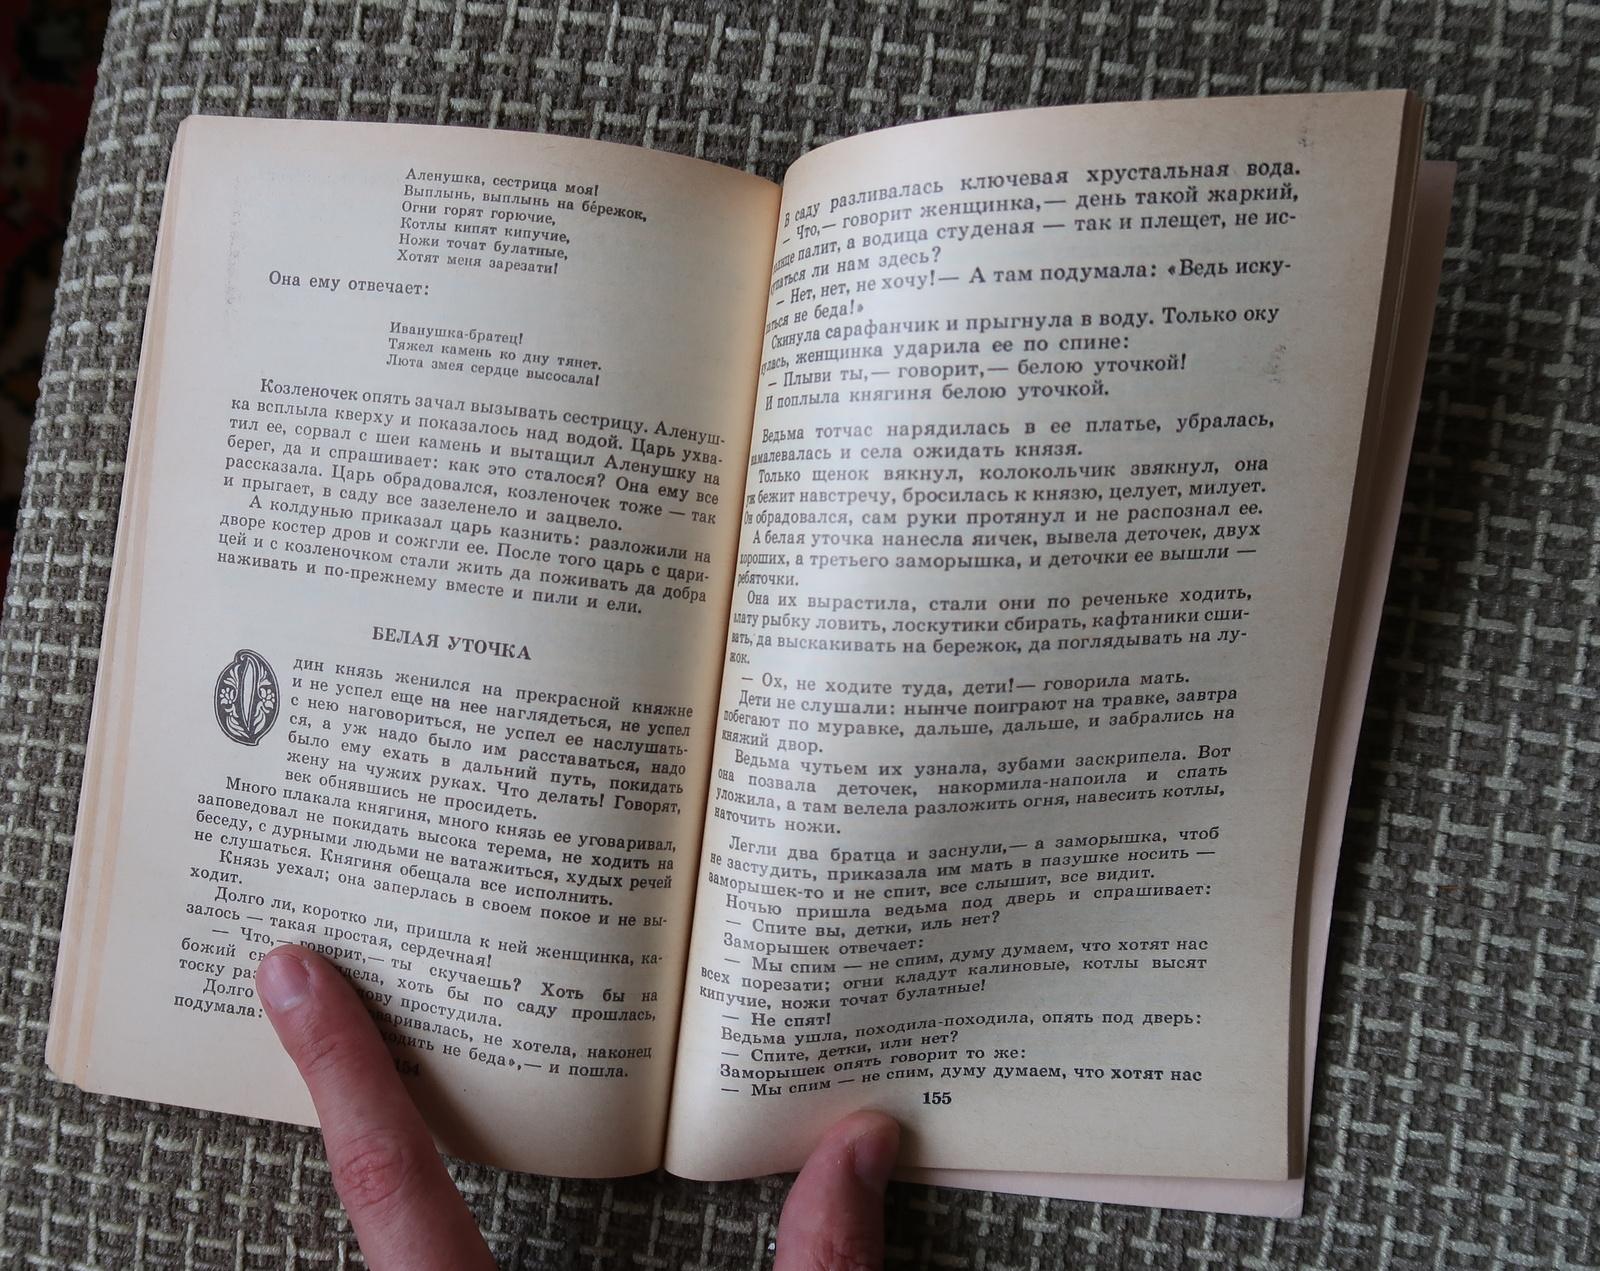 Аленушка, сестрица моя!
Выплынь, выплынь на бе́режок,
Огни горят горючие,
Котлы кипят кипучие,
Ножи точат булатные,
Хотят меня зарезати!
Она ему отвечает:
Иванушка-братец!
Тяжел камень ко дну тянет.
Люта змея сердце высосала!
Козленочек опять зачал вызывать сестрицу. Аленуш-
ка всплыла кверху и показалось над водой. Царь ухва-
тил ее, сорвал с шеи камень и вытащил Аленушку на
берег, да и спрашивает: как это сталося? Она ему все
рассказала. Царь обрадовался, козленочек тоже — так
и прыгает, в саду все зазеленело и зацвело.
А колдунью приказал царь казнить: разложили на
дворе костер дров и сожгли ее. После того царь с цари-
цей и с козленочком стали жить да поживать да добра
наживать и по-прежнему вместе и пили и ели.
БЕЛАЯ УТОЧКА
Один князь женился на прекрасной княжне
и не успел еще на нее наглядеться, не успел
с нею наговориться, не успел ее наслушать-
ся, а уж надо было им расставаться, надо
было ему ехать в дальний путь, покидать
жену на чужих руках. Что делать! Говорят,
век обнявшись не просидеть.
Много плакала княгиня, много князь ее уговаривал,
заповедовал не покидать высока терема, не ходить на
беседу, с дурными людьми не ватажиться, худых речей
не слушаться. Княгиня обещала все исполнить.
Князь уехал; она заперлась в своем покое и не вы-
ходит.
Долго ли, коротко ли, пришла к ней женщинка, ка-
залось — такая простая, сердечная!
— Что,— говорит,— ты скучаешь? Хоть бы на
божий хоть бы по саду прошлась,
тоску простудила.
Долго не хотела, наконец
подумала: не беда»,— и пошла.
154
В саду разливалась ключевая хрустальная вода.
— Что,— говорит женщинка,— день такой жаркий,
палит, а водица студеная — так и плещет, не ис-
ли нам здесь?
— Нет, нет, не хочу!— А там подумала: «Ведь иску-
не беда!»
Скинула сарафанчик и прыгнула в воду. Только оку
женщинка ударила ее по спине:
— Плыви ты,— говорит,— белою уточкой!
И поплыла княгиня белою уточкой.
Ведьма тотчас нарядилась в ее платье, убралась,
намалевалась и села ожидать князя.
Только щенок вякнул, колокольчик звякнул, она
уж бежит навстречу, бросилась к князю, целует, милует.
Он обрадовался, сам руки протянул и не распознал ее.
А белая уточка нанесла яичек, вывела деточек, двух
хороших, а третьего заморышка, и деточки ее вышли —
ребяточки.
Она их вырастила, стали они по реченьке ходить,
злату рыбку ловить, лоскутики сбирать, кафтаники сши-
вать, да выскакивать на бережок, да поглядывать на лу-
жок.
— Ох, не ходите туда, дети!— говорила мать.
Дети не слушали: нынче поиграют на травке, завтра
побегают по муравке, дальше, дальше, и забрались на
княжий двор.
Ведьма чутьем их узнала, зубами заскрипела. Вот
она позвала деточек, накормила-напоила и спать
уложила, а там велела разложить огня, навесить котлы,
наточить ножи.
Легли два братца и заснули,— а заморышка, чтоб
не застудить, приказала им мать в пазушке носить —
заморышек-то и не спит, все слышит, все видит.
Ночью пришла ведьма под дверь и спрашивает:
— Спите вы, детки, иль нет?
Заморышек отвечает:
— Мы спим — не спим, думу думаем, что хотят нас
всех порезати; огни кладут калиновые, котлы высят
кипучие, ножи точат булатные!
— Не спят!
Ведьма ушла, походила-походила, опять под дверь:
— Спите, детки, или нет?
Заморышек опять говорит то же:
— Мы спим — не спим, думу думаем, что хотят нас
155